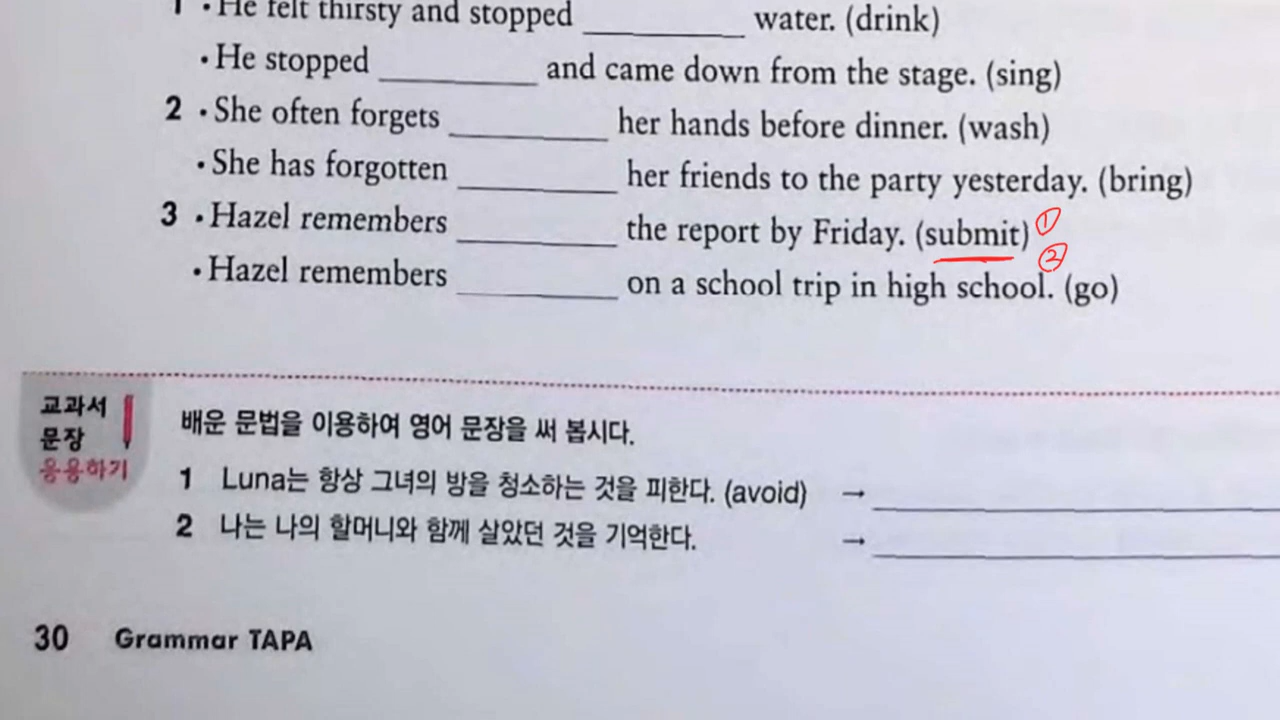 1 · He felt thirsty and stopped ________ water. (drink)
· He stopped ________ and came down from the stage. (sing)
2 · She often forgets ________ her hands before dinner. (wash)
· She has forgotten ________ her friends to the party yesterday. (bring)
3 · Hazel remembers ________ the report by Friday. (submit) ①
· Hazel remembers ________ on a school trip in high school. (go) ②
교과서
문장
응용하기
배운 문법을 이용하여 영어 문장을 써 봅시다.
1 Luna는 항상 그녀의 방을 청소하는 것을 피한다. (avoid) →
2 나는 나의 할머니와 함께 살았던 것을 기억한다. →
30 Grammar TAPA